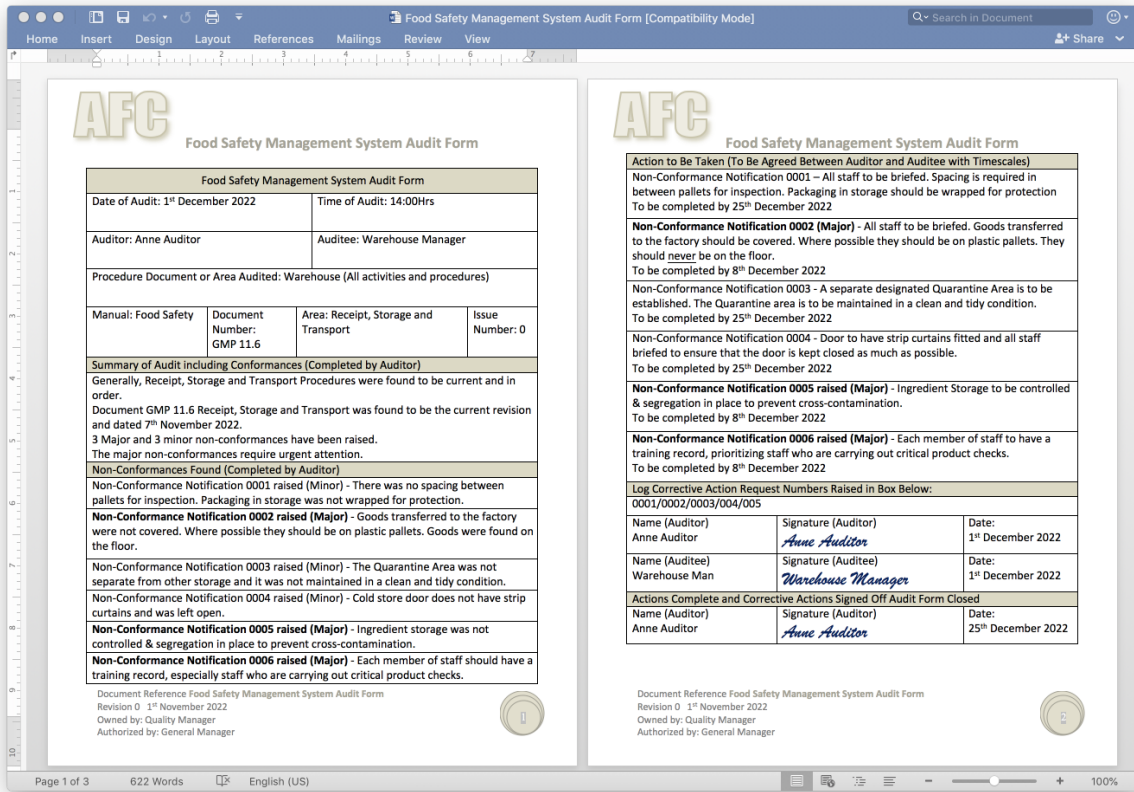 Food Safety Management System Audit Form [Compatibility Mode]
Search in Document
Home Insert Design Layout References Mailings Review View
Share
1 2 3 4 5 6 7
AFC
Food Safety Management System Audit Form
Food Safety Management System Audit Form
Date of Audit: 1st December 2022
Time of Audit: 14:00Hrs
Auditor: Anne Auditor
Auditee: Warehouse Manager
Procedure Document or Area Audited: Warehouse (All activities and procedures)
Manual: Food Safety
Document
Number:
GMP 11.6
Area: Receipt, Storage and
Transport
Issue
Number: 0
Summary of Audit including Conformances (Completed by Auditor)
Generally, Receipt, Storage and Transport Procedures were found to be current and in
order.
Document GMP 11.6 Receipt, Storage and Transport was found to be the current revision
and dated 7th November 2022.
3 Major and 3 minor non-conformances have been raised.
The major non-conformances require urgent attention.
Non-Conformances Found (Completed by Auditor)
Non-Conformance Notification 0001 raised (Minor) - There was no spacing between
pallets for inspection. Packaging in storage was not wrapped for protection.
Non-Conformance Notification 0002 raised (Major) - Goods transferred to the factory
were not covered. Where possible they should be on plastic pallets. Goods were found on
the floor.
Non-Conformance Notification 0003 raised (Minor) - The Quarantine Area was not
separate from other storage and it was not maintained in a clean and tidy condition.
Non-Conformance Notification 0004 raised (Minor) - Cold store door does not have strip
curtains and was left open.
Non-Conformance Notification 0005 raised (Major) - Ingredient storage was not
controlled & segregation in place to prevent cross-contamination.
Non-Conformance Notification 0006 raised (Major) - Each member of staff should have a
training record, especially staff who are carrying out critical product checks.
Document Reference Food Safety Management System Audit Form
Revision 0 1st November 2022
Owned by: Quality Manager
Authorized by: General Manager
1
AFC
Food Safety Management System Audit Form
Action to Be Taken (To Be Agreed Between Auditor and Auditee with Timescales)
Non-Conformance Notification 0001 – All staff to be briefed. Spacing is required in
between pallets for inspection. Packaging in storage should be wrapped for protection
To be completed by 25th December 2022
Non-Conformance Notification 0002 (Major) - All staff to be briefed. Goods transferred
to the factory should be covered. Where possible they should be on plastic pallets. They
should never be on the floor.
To be completed by 8th December 2022
Non-Conformance Notification 0003 - A separate designated Quarantine Area is to be
established. The Quarantine area is to be maintained in a clean and tidy condition.
To be completed by 25th December 2022
Non-Conformance Notification 0004 - Door to have strip curtains fitted and all staff
briefed to ensure that the door is kept closed as much as possible.
To be completed by 25th December 2022
Non-Conformance Notification 0005 raised (Major) - Ingredient Storage to be controlled
& segregation in place to prevent cross-contamination.
To be completed by 8th December 2022
Non-Conformance Notification 0006 raised (Major) - Each member of staff to have a
training record, prioritizing staff who are carrying out critical product checks.
To be completed by 8th December 2022
Log Corrective Action Request Numbers Raised in Box Below:
0001/0002/0003/004/005
Name (Auditor)
Anne Auditor
Signature (Auditor)
Anne Auditor
Date:
1st December 2022
Name (Auditee)
Warehouse Man
Signature (Auditee)
Warehouse Manager
Date:
1st December 2022
Actions Complete and Corrective Actions Signed Off Audit Form Closed
Name (Auditor)
Anne Auditor
Signature (Auditor)
Anne Auditor
Date:
25th December 2022
Document Reference Food Safety Management System Audit Form
Revision 0 1st November 2022
Owned by: Quality Manager
Authorized by: General Manager
2
1
2
3
4
5
6
7
8
9
10
Page 1 of 3 622 Words English (US) 100%